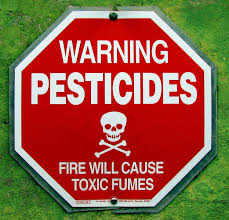 WARNING
PESTICIDES
FIRE WILL CAUSE
TOXIC FUMES